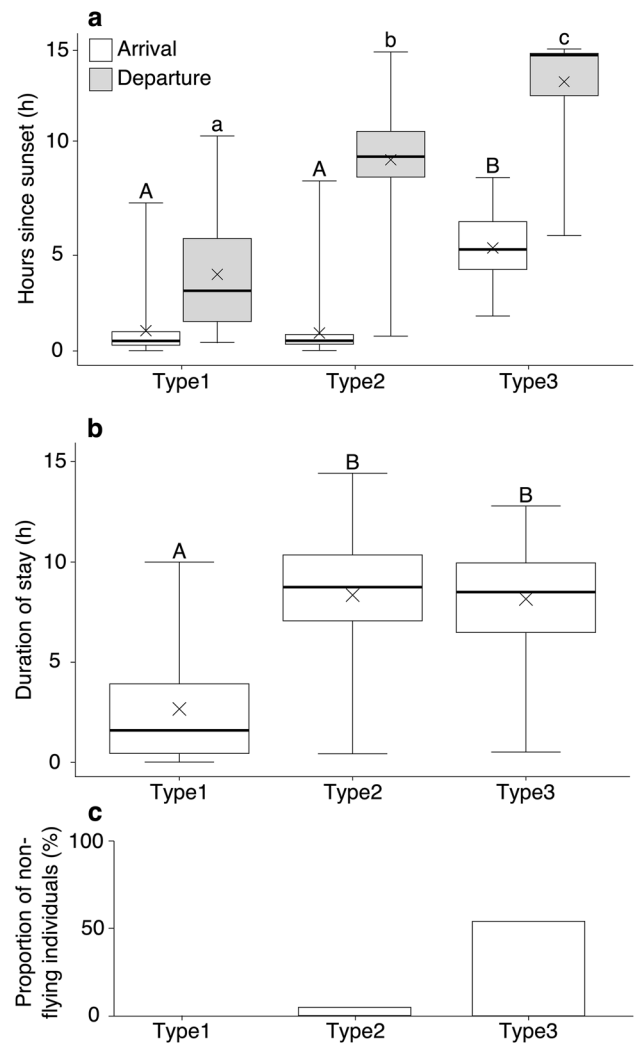 a
Arrival
Departure
Hours since sunset (h)
15
10
5
0
A
a
A
b
B
c
Type1
Type2
Type3
b
Duration of stay (h)
15
10
5
0
A
B
B
Type1
Type2
Type3
c
Proportion of non-
flying individuals (%)
100
50
0
Type1
Type2
Type3